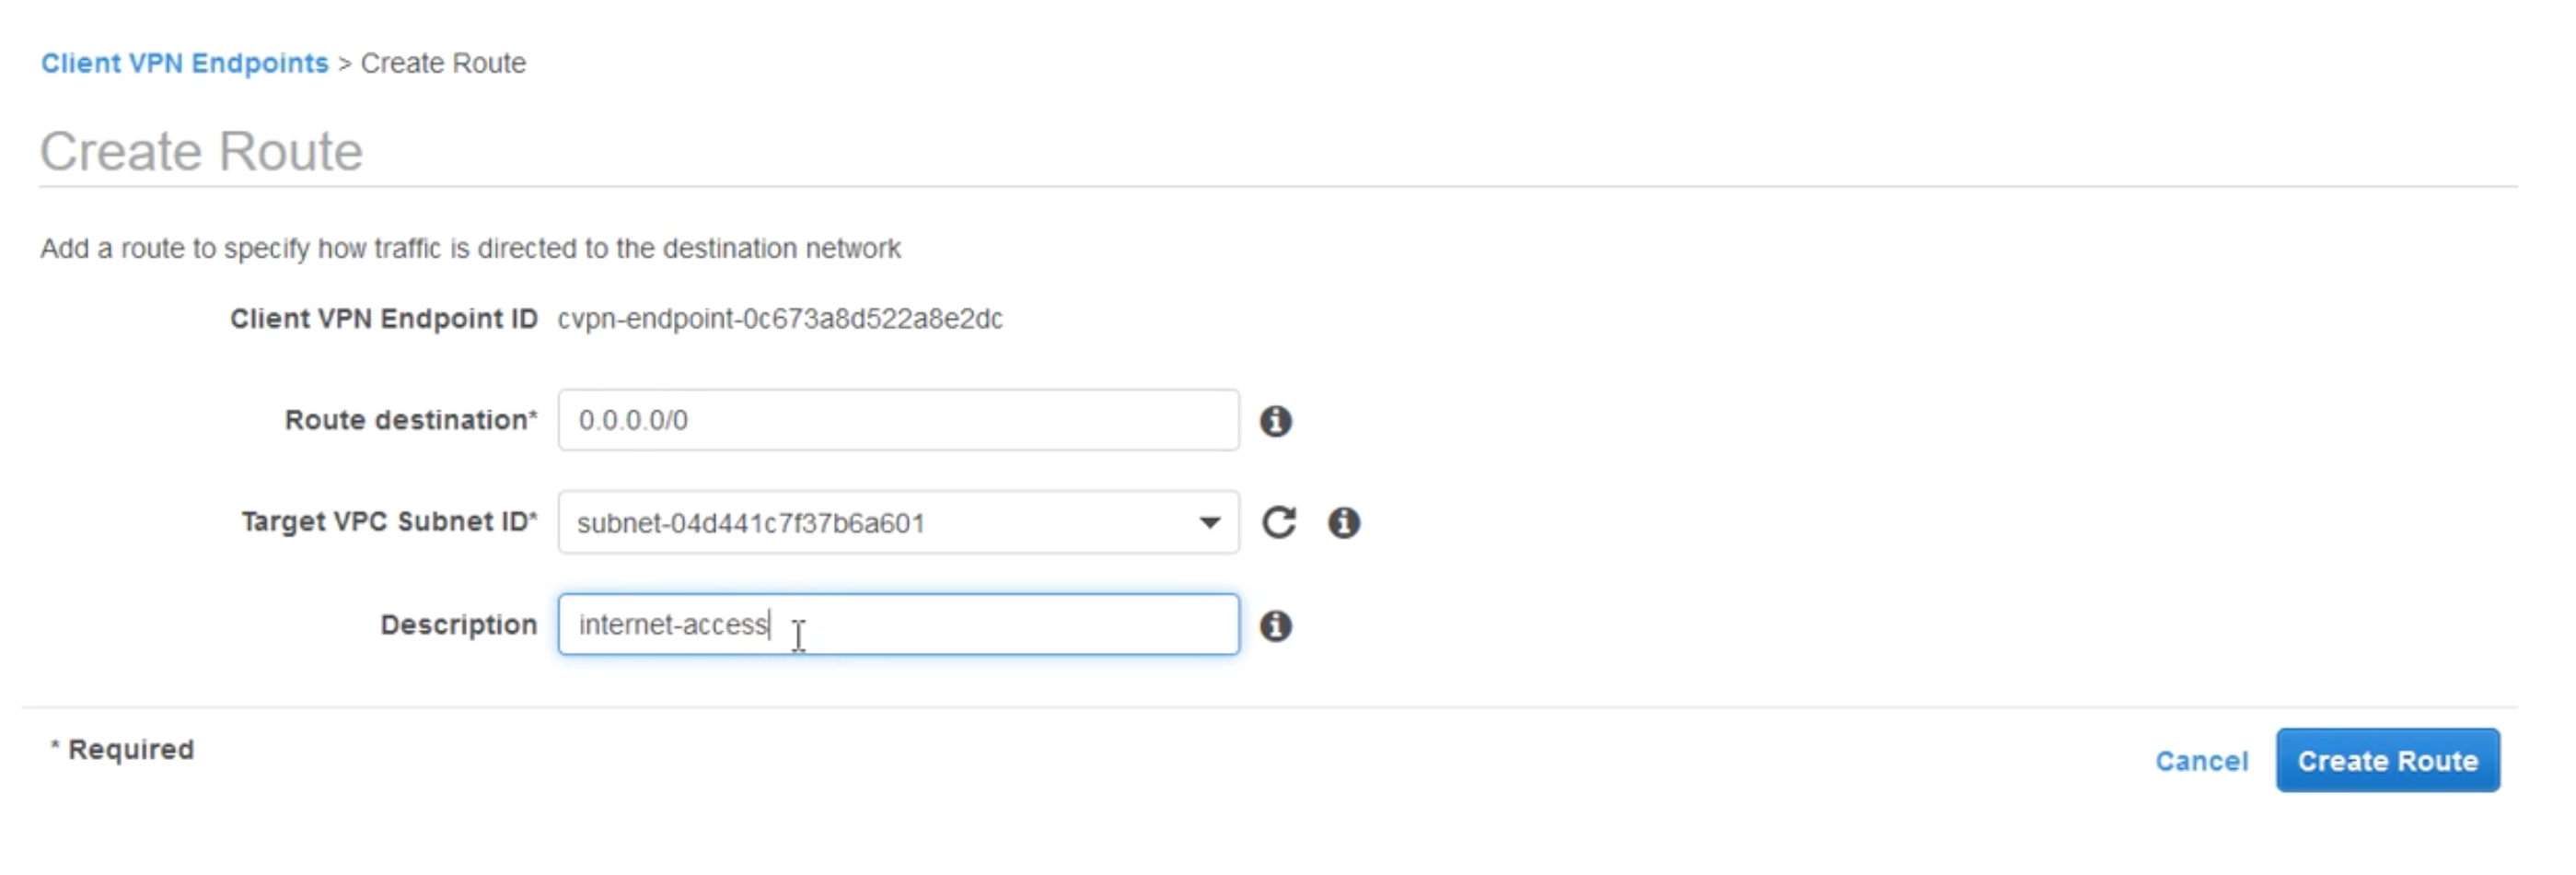 Client VPN Endpoints > Create Route
Create Route
Add a route to specify how traffic is directed to the destination network
Client VPN Endpoint ID cvpn-endpoint-0c673a8d522a8e2dc
Route destination* 0.0.0.0/0
Target VPC Subnet ID* subnet-04d441c7f37b6a601
Description internet-access
* Required
Cancel Create Route